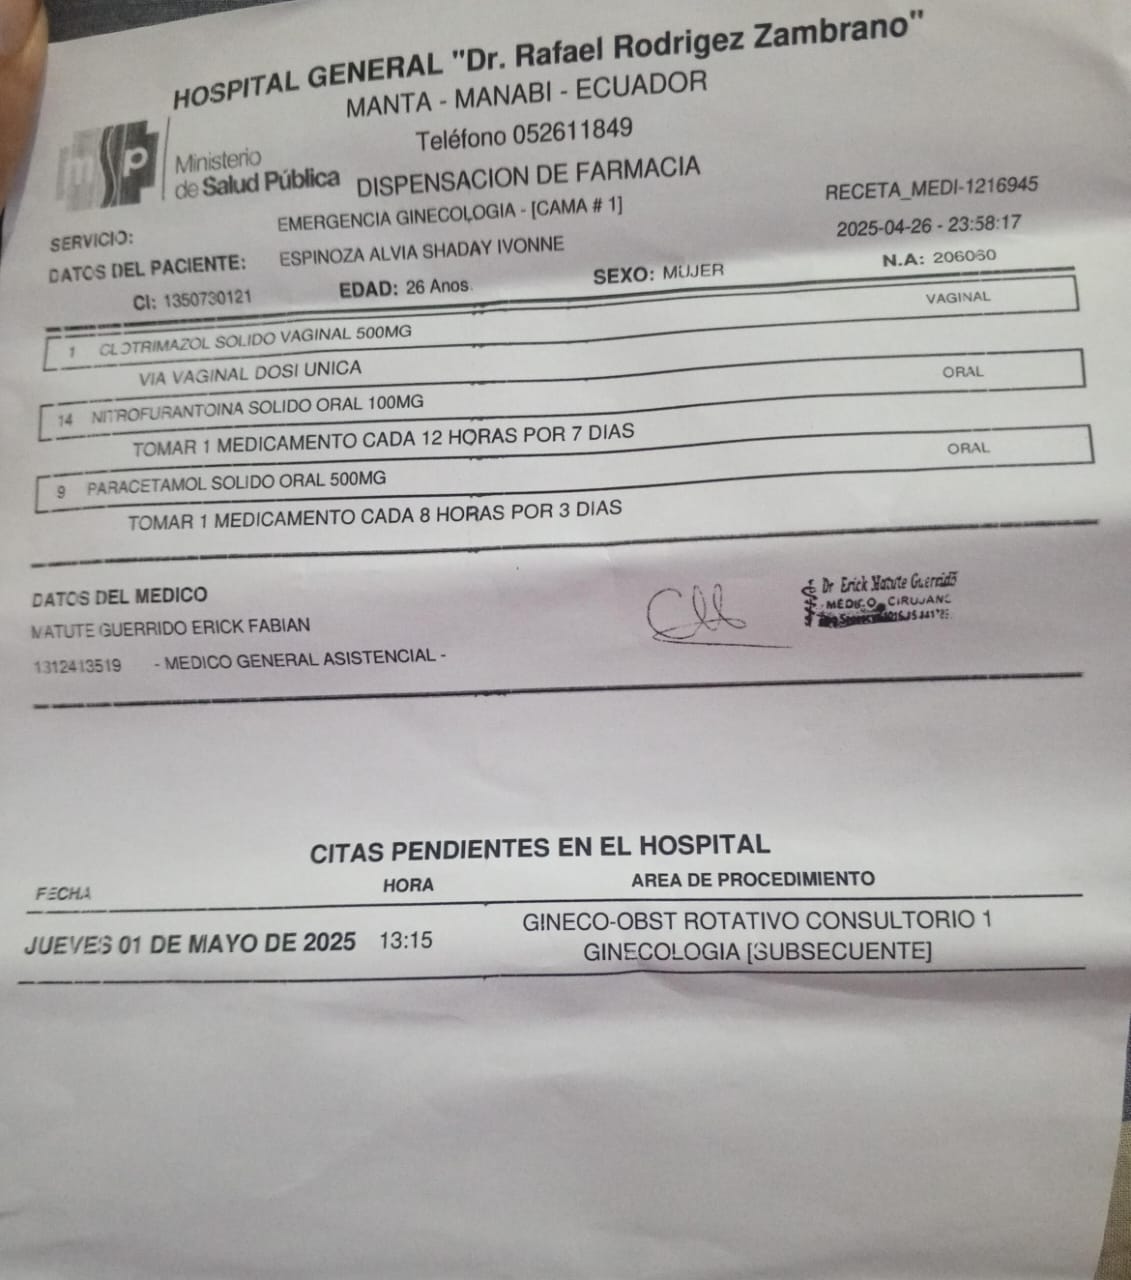 HOSPITAL GENERAL "Dr. Rafael Rodrigez Zambrano"
MANTA - MANABI - ECUADOR
Teléfono 052611849
msp
Ministerio
de Salud Pública
DISPENSACION DE FARMACIA
RECETA_MEDI-1216945
SERVICIO: EMERGENCIA GINECOLOGIA - [CAMA # 1]
2025-04-26 - 23:58:17
DATOS DEL PACIENTE: ESPINOZA ALVIA SHADAY IVONNE
CI: 1350730121 EDAD: 26 Anos. SEXO: MUJER N.A: 206060
1 CLOTRIMAZOL SOLIDO VAGINAL 500MG VAGINAL
VIA VAGINAL DOSI UNICA
14 NITROFURANTOINA SOLIDO ORAL 100MG ORAL
TOMAR 1 MEDICAMENTO CADA 12 HORAS POR 7 DIAS
9 PARACETAMOL SOLIDO ORAL 500MG ORAL
TOMAR 1 MEDICAMENTO CADA 8 HORAS POR 3 DIAS
DATOS DEL MEDICO
MATUTE GUERRIDO ERICK FABIAN
1312413519 - MEDICO GENERAL ASISTENCIAL -
Dr Erick Matute Guerrido
MEDICO CIRUJANO
CITAS PENDIENTES EN EL HOSPITAL
FECHA HORA AREA DE PROCEDIMIENTO
JUEVES 01 DE MAYO DE 2025 13:15 GINECO-OBST ROTATIVO CONSULTORIO 1
GINECOLOGIA [SUBSECUENTE]